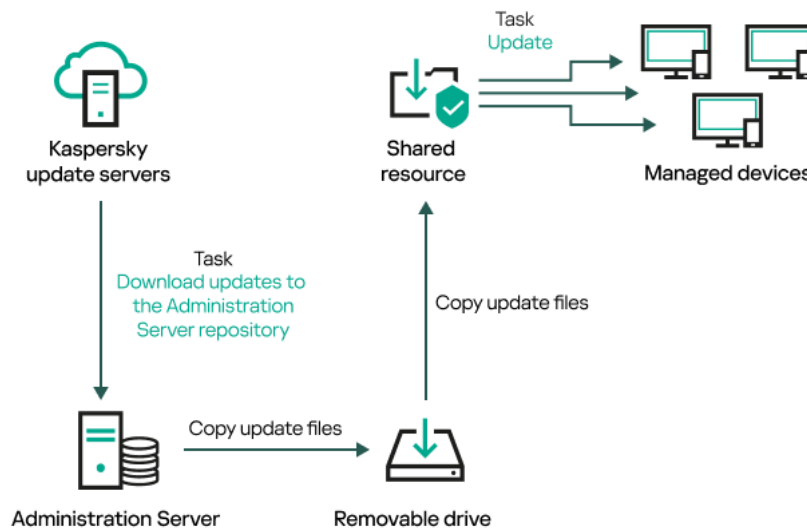 Task
Update
Kaspersky
update servers
Shared
resource
Managed devices
Task
Download updates to
the Administration
Server repository
Copy update files
Copy update files
Administration Server
Removable drive